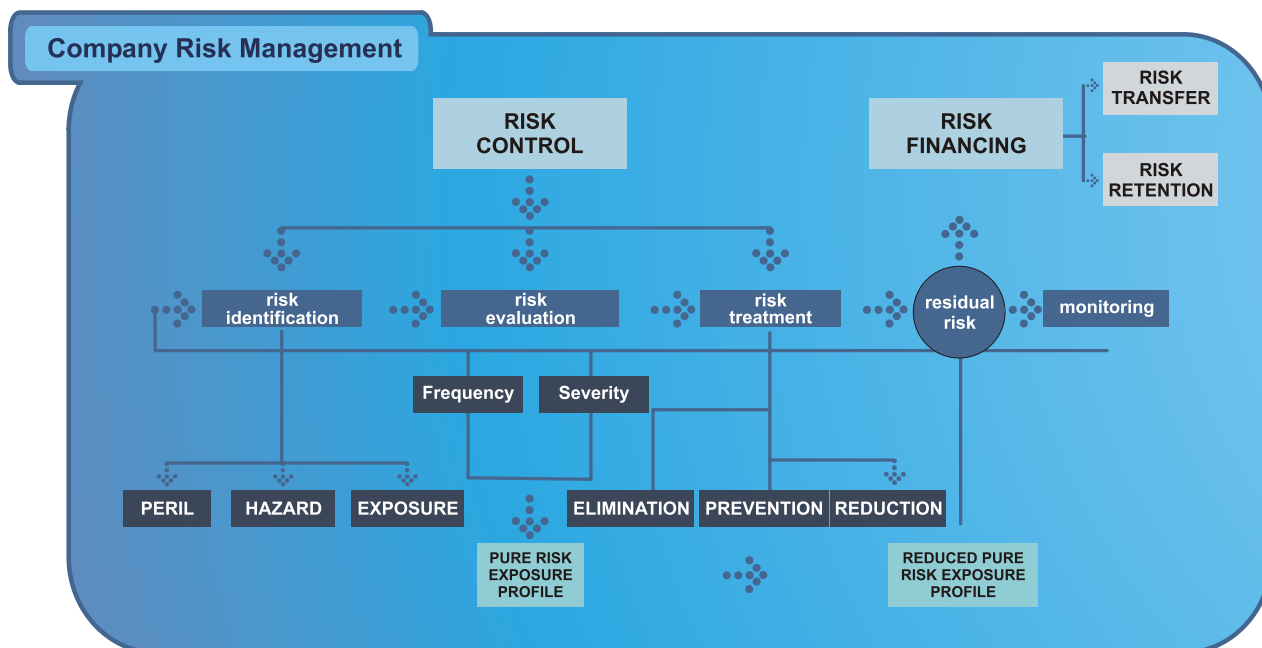 Company Risk Management
RISK
CONTROL
RISK
FINANCING
RISK
TRANSFER
RISK
RETENTION
risk
identification
risk
evaluation
risk
treatment
residual
risk
monitoring
Frequency
Severity
PERIL
HAZARD
EXPOSURE
ELIMINATION
PREVENTION
REDUCTION
PURE RISK
EXPOSURE
PROFILE
REDUCED PURE
RISK EXPOSURE
PROFILE